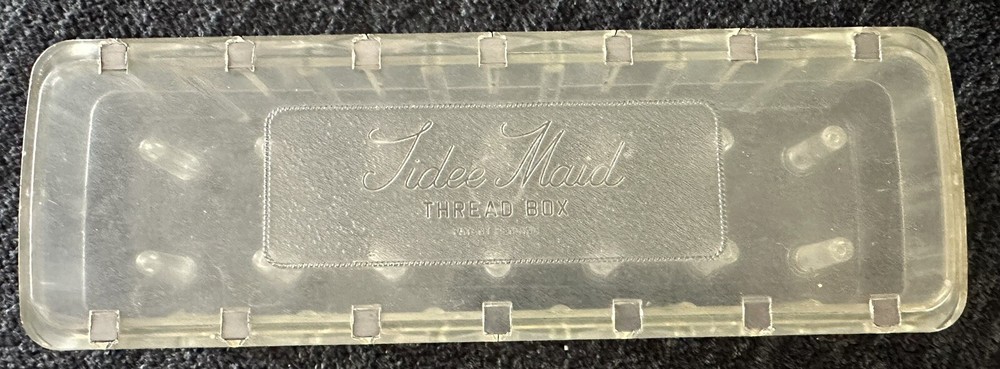 Tidee Maid
THREAD BOX